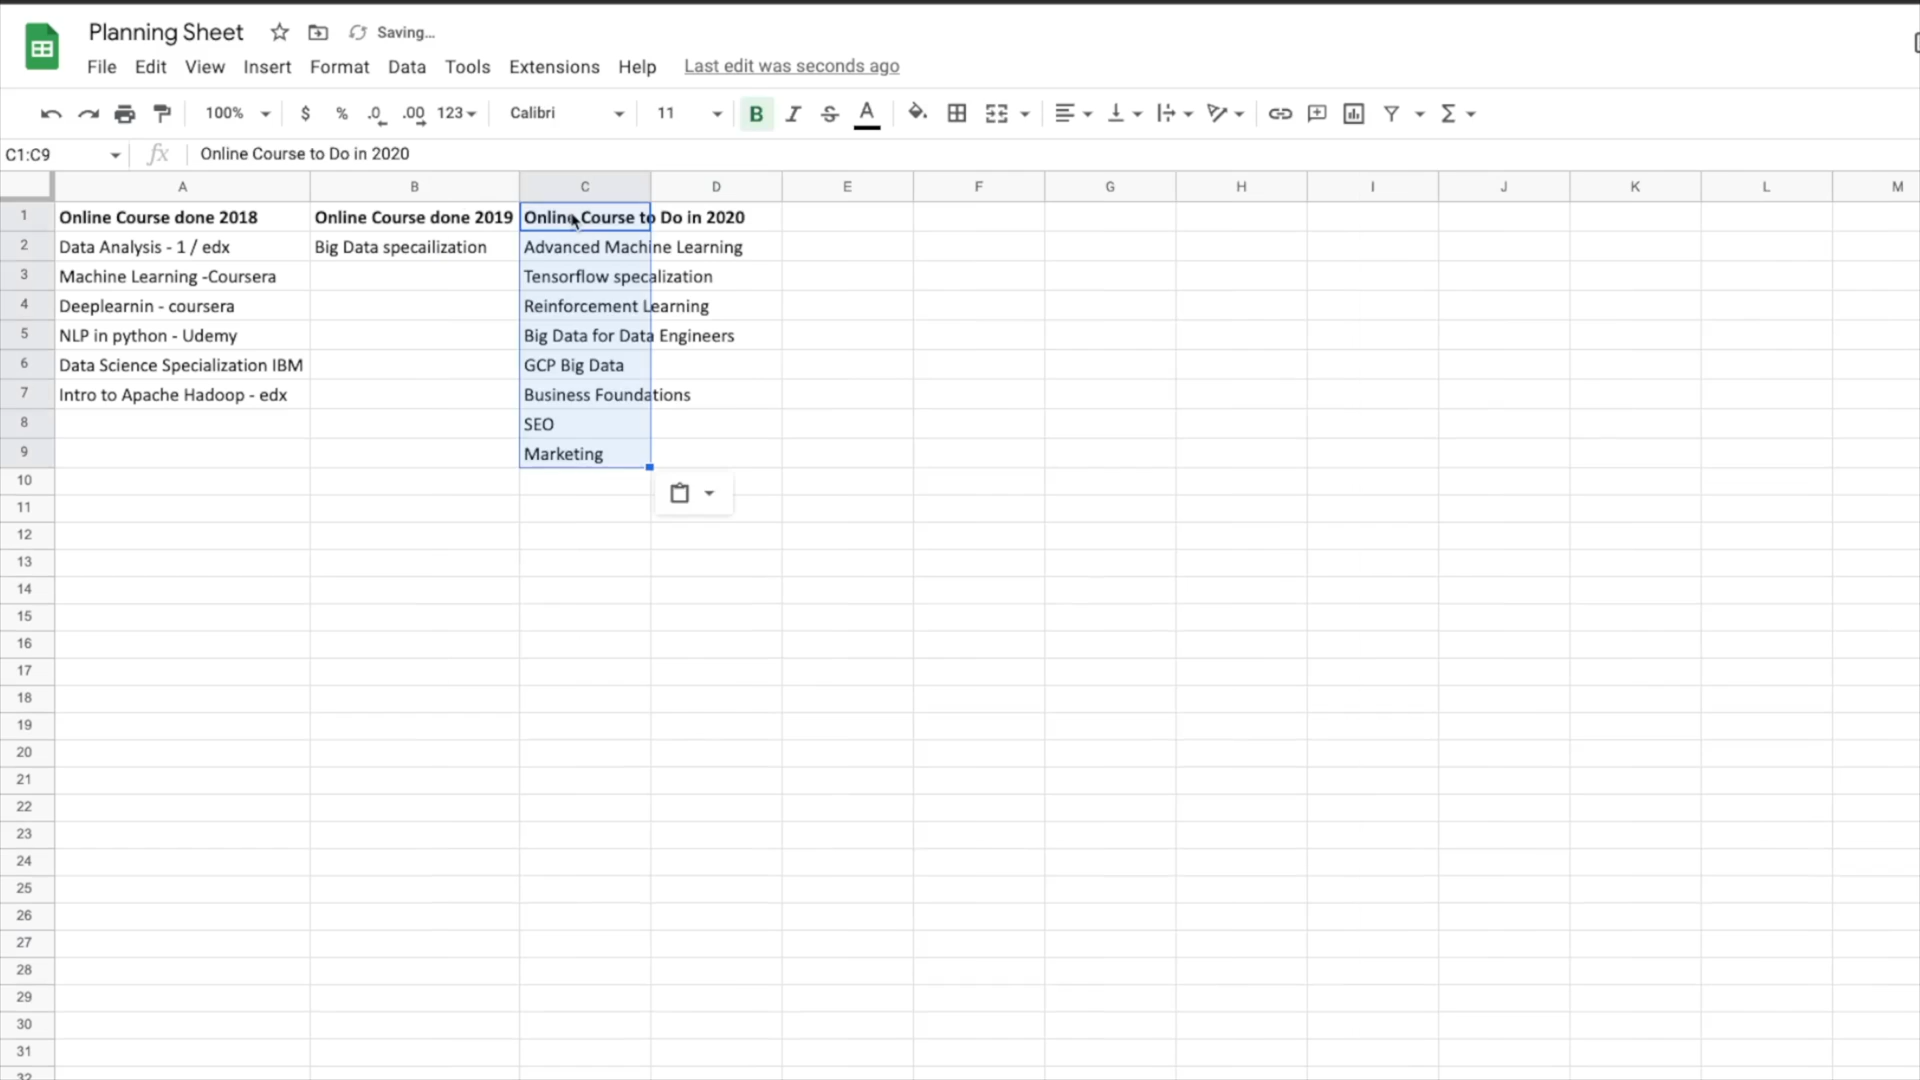 Planning Sheet Saving...
File Edit View Insert Format Data Tools Extensions Help Last edit was seconds ago
100% $ % .0 .00 123 Calibri 11 B I S A Σ
C1:C9 fx Online Course to Do in 2020
A B C D E F G H I J K L M
1 Online Course done 2018 Online Course done 2019 Online Course to Do in 2020
2 Data Analysis - 1 / edx Big Data specailization Advanced Machine Learning
3 Machine Learning -Coursera Tensorflow specalization
4 Deeplearnin - coursera Reinforcement Learning
5 NLP in python - Udemy Big Data for Data Engineers
6 Data Science Specialization IBM GCP Big Data
7 Intro to Apache Hadoop - edx Business Foundations
8 SEO
9 Marketing
10
11
12
13
14
15
16
17
18
19
20
21
22
23
24
25
26
27
28
29
30
31
32